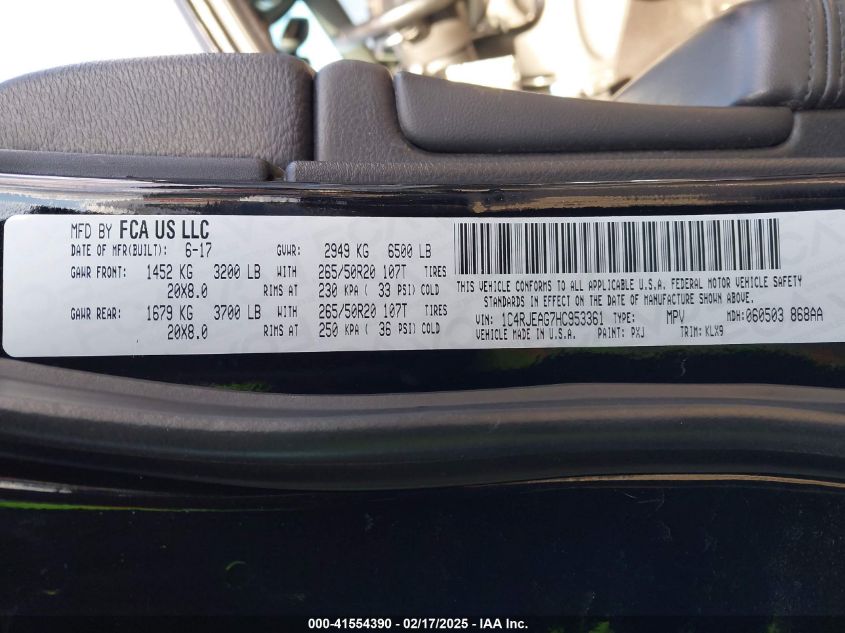 MFD BY FCA US LLC
DATE OF MFR(BUILT): 6-17 GVWR: 2949 KG 6500 LB
GAWR FRONT: 1452 KG 3200 LB WITH 265/50R20 107T TIRES
20X8.0 RIMS AT 230 KPA ( 33 PSI) COLD
GAWR REAR: 1679 KG 3700 LB WITH 265/50R20 107T TIRES
20X8.0 RIMS AT 250 KPA ( 36 PSI) COLD
THIS VEHICLE CONFORMS TO ALL APPLICABLE U.S.A. FEDERAL MOTOR VEHICLE SAFETY
STANDARDS IN EFFECT ON THE DATE OF MANUFACTURE SHOWN ABOVE.
VIN: 1C4RJEAG7HC953361 TYPE: MPV MDH: 060503 868AA
VEHICLE MADE IN U.S.A. PAINT: PXJ TRIM: KLX9
000-41554390 - 02/17/2025 - IAA Inc.